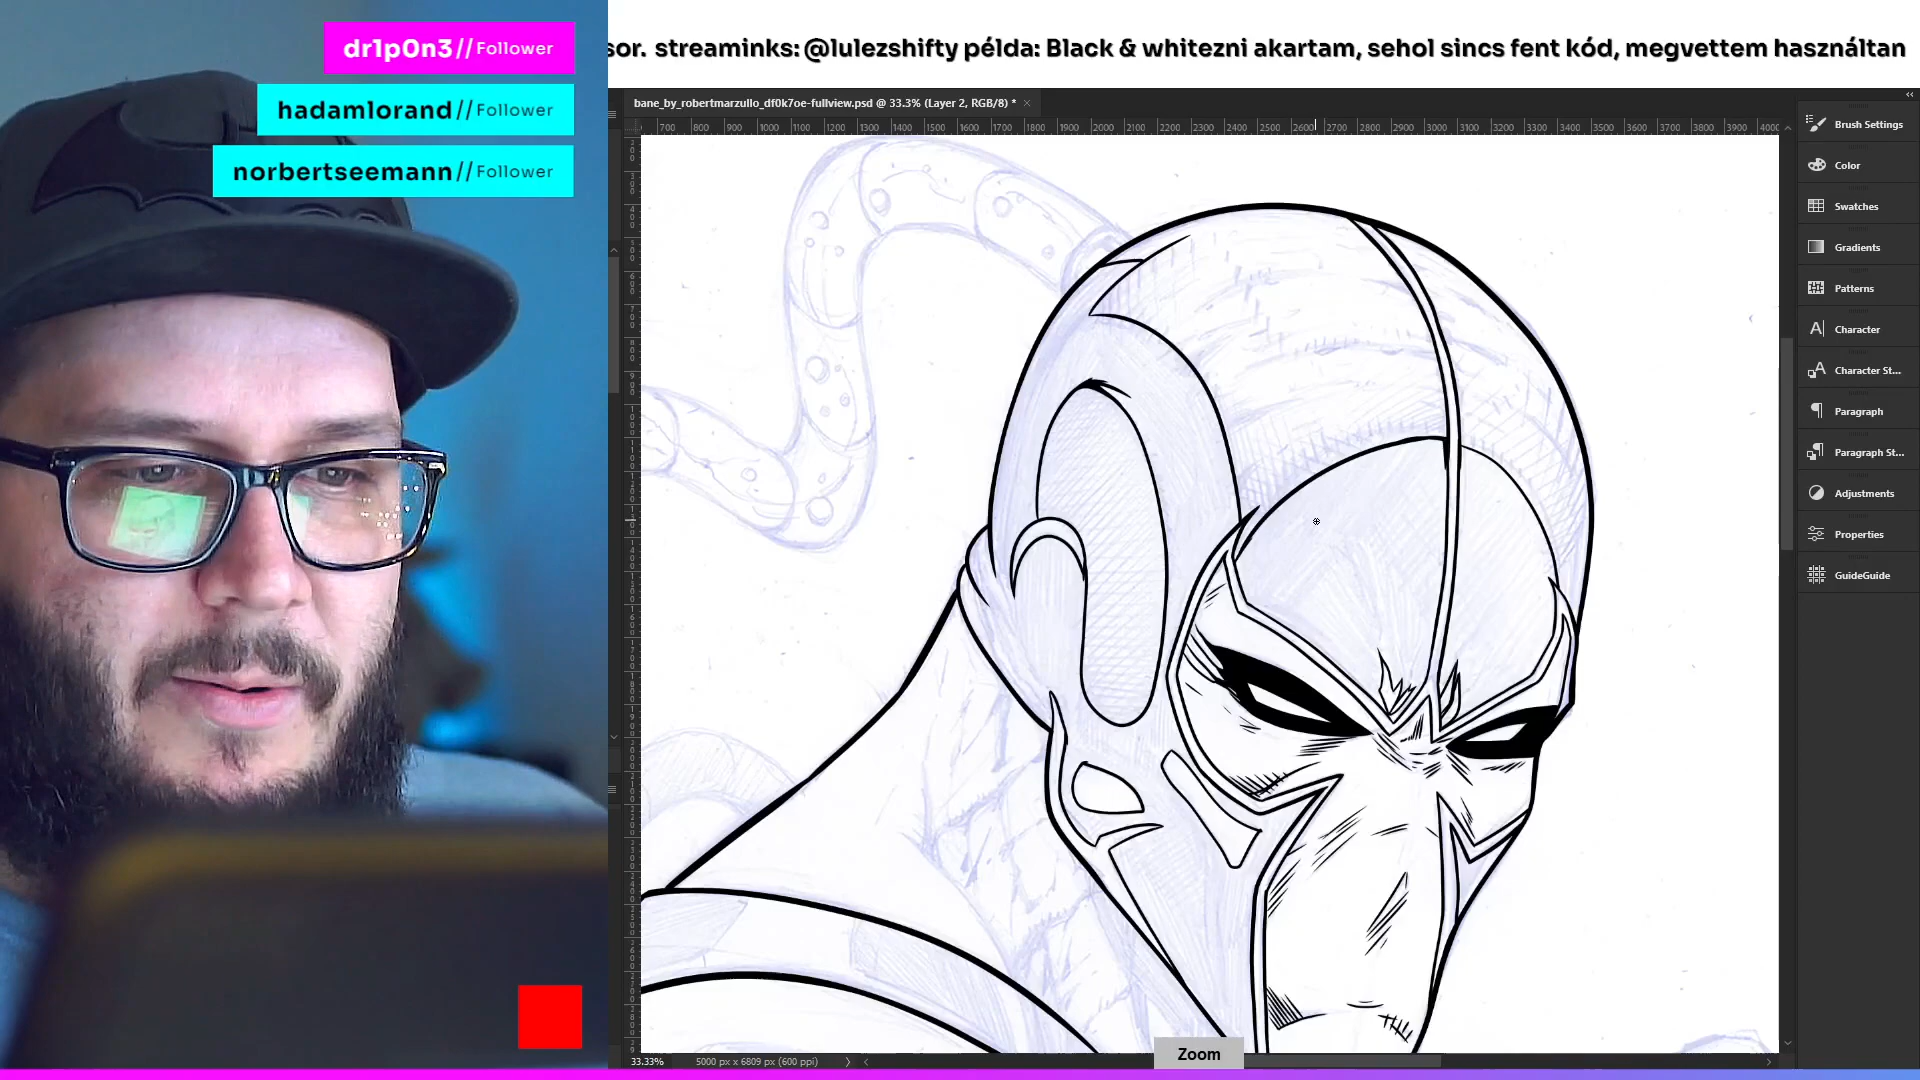 dr1p0n3 // Follower
hadamlorand // Follower
norbertseemann // Follower
sor. streaminks: @lulezshifty példa: Black & whitezni akartam, sehol sincs fent kód, megvettem használtan
bane_by_robertmarzullo_df0k7oe-fullview.psd @ 33.3% (Layer 2, RGB/8) * ×
700 800 900 1000 1100 1200 1300 1400 1500 1600 1700 1800 1900 2000 2100 2200 2300 2400 2500 2600 2700 2800 2900 3000 3100 3200 3300 3400 3500 3600 3700 3800 3900 4000
Brush Settings
Color
Swatches
Gradients
Patterns
Character
Character St...
Paragraph
Paragraph St...
Adjustments
Properties
GuideGuide
33.33% 5000 px x 6809 px (600 ppi)
Zoom